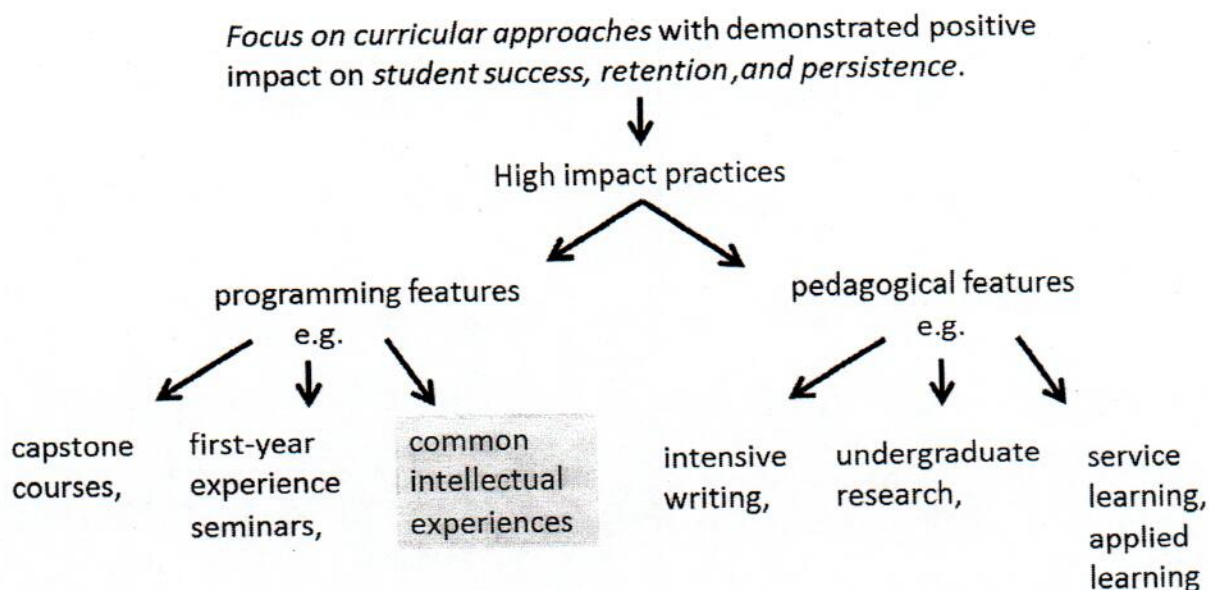 Focus on curricular approaches with demonstrated positive
impact on student success, retention ,and persistence.
High impact practices
programming features
e.g.
pedagogical features
e.g.
capstone
courses,
first-year
experience
seminars,
common
intellectual
experiences
intensive
writing,
undergraduate
research,
service
learning,
applied
learning